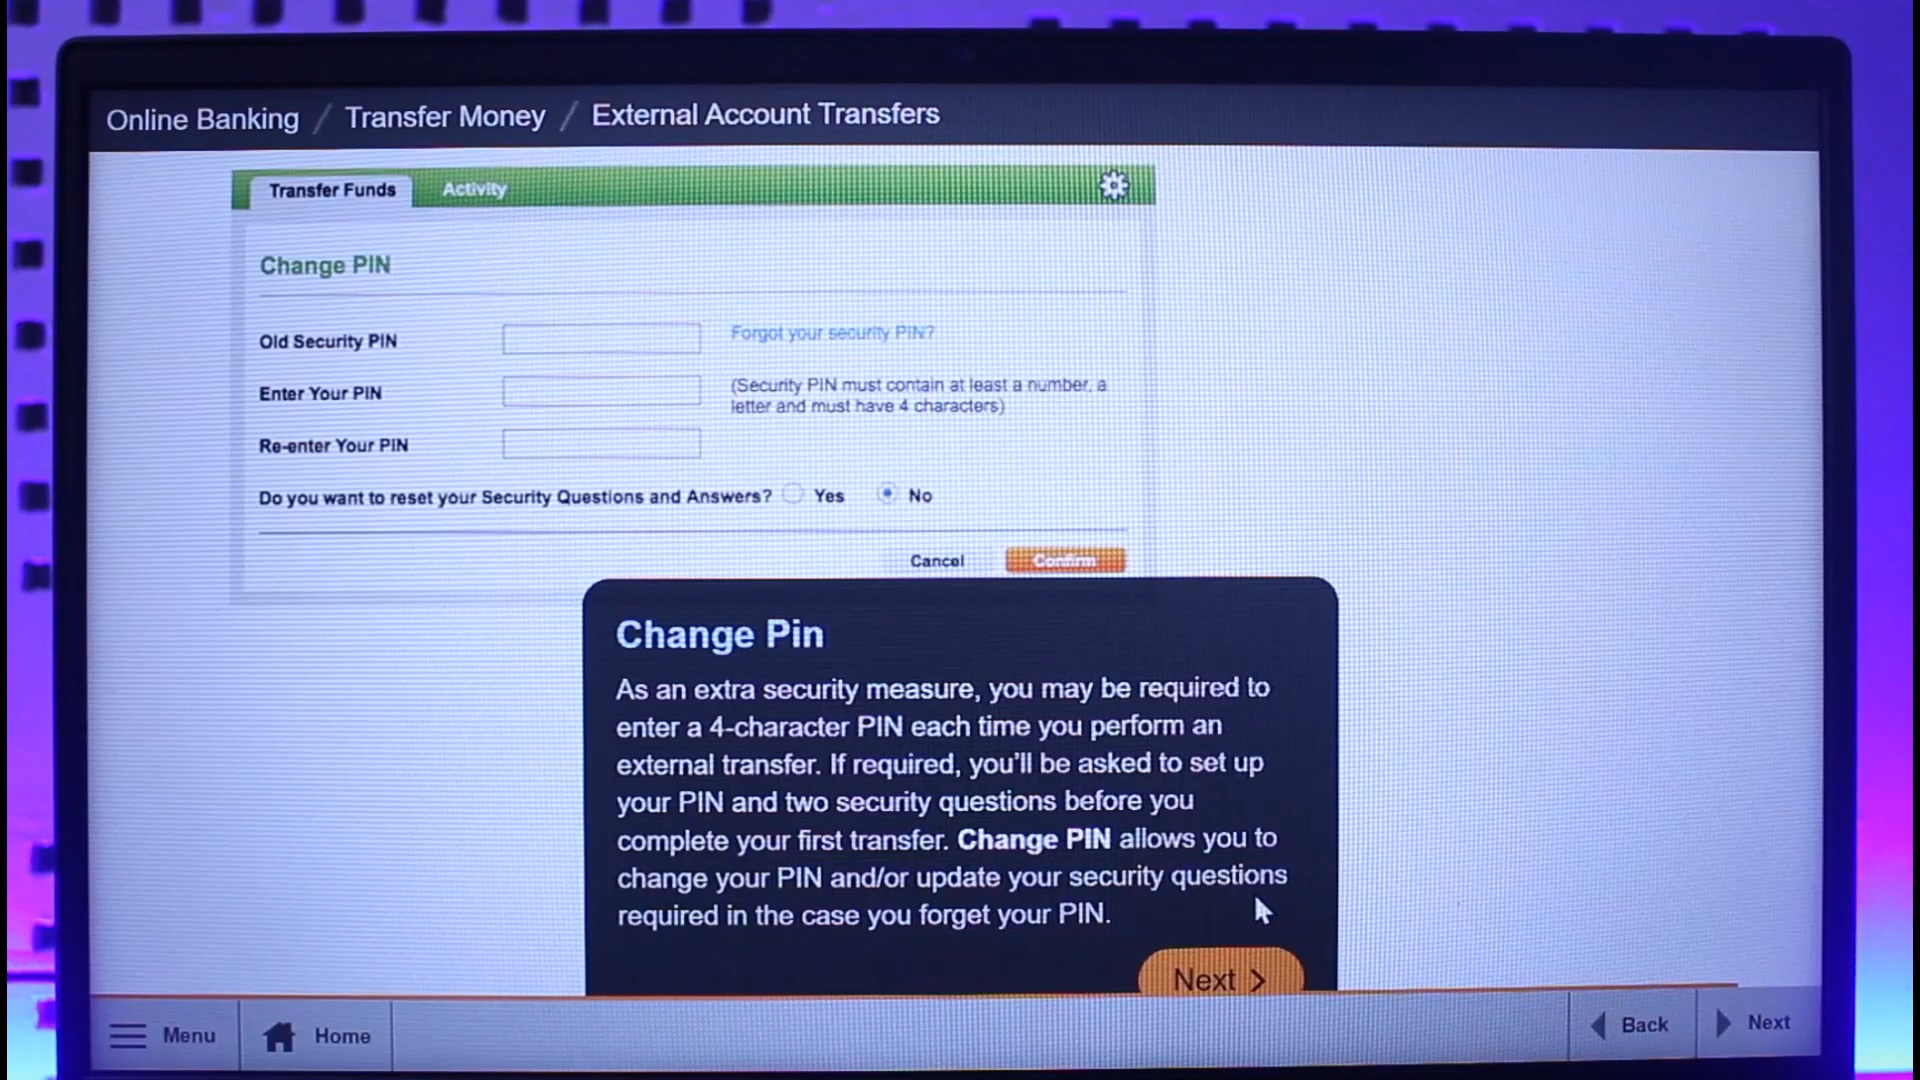 Online Banking / Transfer Money / External Account Transfers
Transfer Funds Activity
Change PIN
Old Security PIN Forgot your security PIN?
Enter Your PIN (Security PIN must contain at least a number, a
letter and must have 4 characters)
Re-enter Your PIN
Do you want to reset your Security Questions and Answers? Yes No
Cancel Confirm
Change Pin
As an extra security measure, you may be required to
enter a 4-character PIN each time you perform an
external transfer. If required, you'll be asked to set up
your PIN and two security questions before you
complete your first transfer. Change PIN allows you to
change your PIN and/or update your security questions
required in the case you forget your PIN.
Next >
Menu Home Back Next